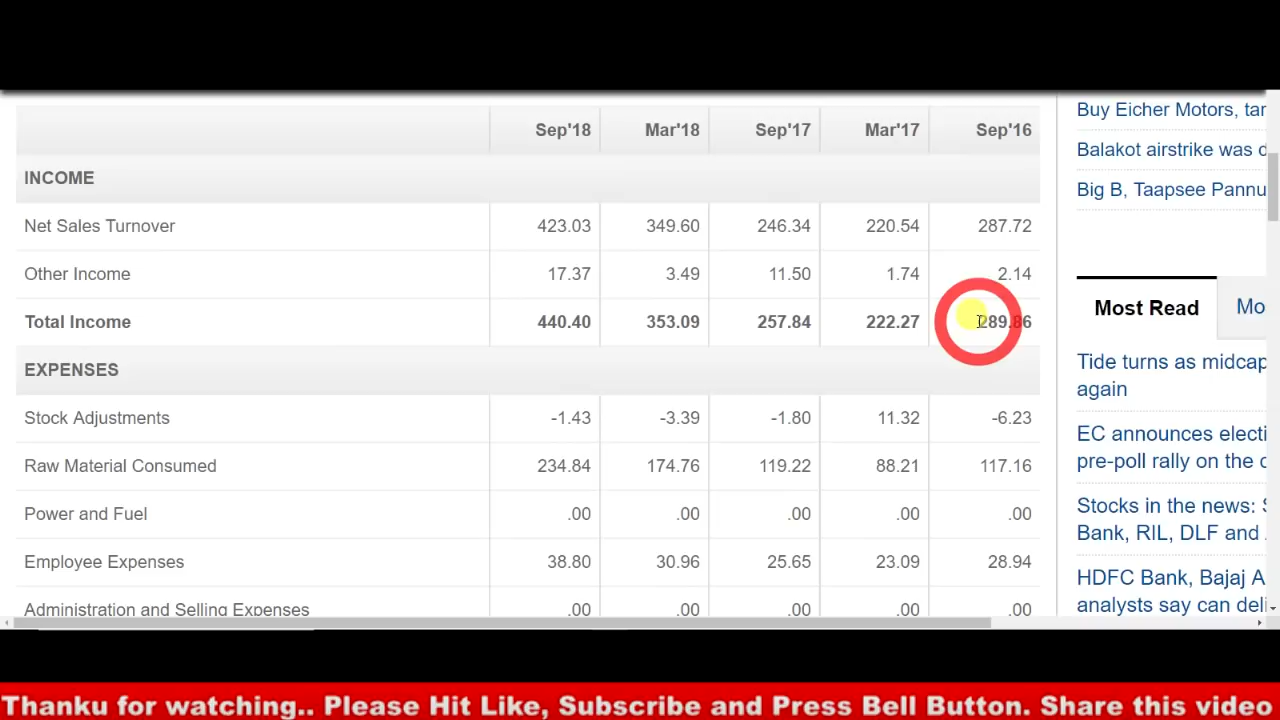 Sep'18 Mar'18 Sep'17 Mar'17 Sep'16
INCOME
Net Sales Turnover 423.03 349.60 246.34 220.54 287.72
Other Income 17.37 3.49 11.50 1.74 2.14
Total Income 440.40 353.09 257.84 222.27 289.86
EXPENSES
Stock Adjustments -1.43 -3.39 -1.80 11.32 -6.23
Raw Material Consumed 234.84 174.76 119.22 88.21 117.16
Power and Fuel .00 .00 .00 .00 .00
Employee Expenses 38.80 30.96 25.65 23.09 28.94
Administration and Selling Expenses .00 .00 .00 .00 .00
Buy Eicher Motors, tar
Balakot airstrike was d
Big B, Taapsee Pannu
Most Read Mo
Tide turns as midcap
again
EC announces electi
pre-poll rally on the
Stocks in the news: S
Bank, RIL, DLF and
HDFC Bank, Bajaj A
analysts say can deli
Thanku for watching.. Please Hit Like, Subscribe and Press Bell Button. Share this video